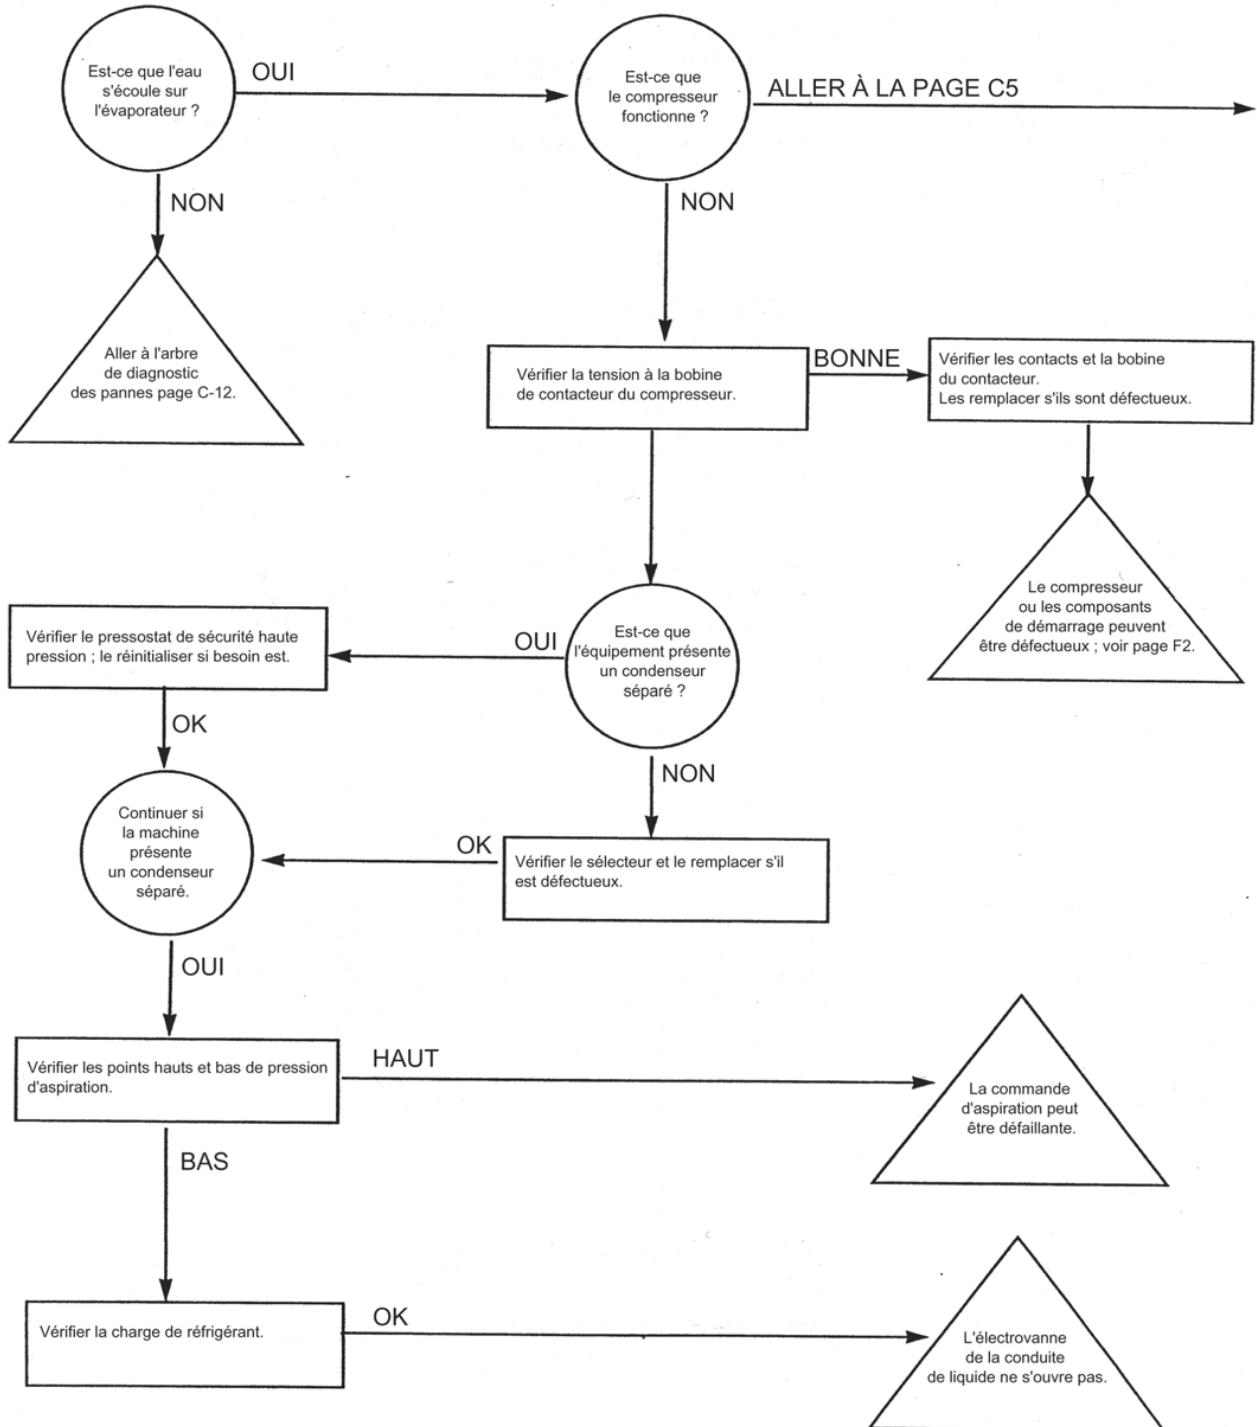 Est-ce que l'eau
s'écoule sur
l'évaporateur ?
OUI
Est-ce que
le compresseur
fonctionne ?
ALLER À LA PAGE C5
NON
NON
Aller à l'arbre
de diagnostic
des pannes page C-12.
Vérifier la tension à la bobine
de contacteur du compresseur.
BONNE
Vérifier les contacts et la bobine
du contacteur.
Les remplacer s'ils sont défectueux.
Le compresseur
ou les composants
de démarrage peuvent
être défectueux ; voir page F2.
Est-ce que
l'équipement présente
un condenseur
séparé ?
OUI
Vérifier le pressostat de sécurité haute
pression ; le réinitialiser si besoin est.
OK
NON
Continuer si
la machine
présente
un condenseur
séparé.
OK
Vérifier le sélecteur et le remplacer s'il
est défectueux.
OUI
Vérifier les points hauts et bas de pression
d'aspiration.
HAUT
La commande
d'aspiration peut
être défaillante.
BAS
Vérifier la charge de réfrigérant.
OK
L'électrovanne
de la conduite
de liquide ne s'ouvre pas.